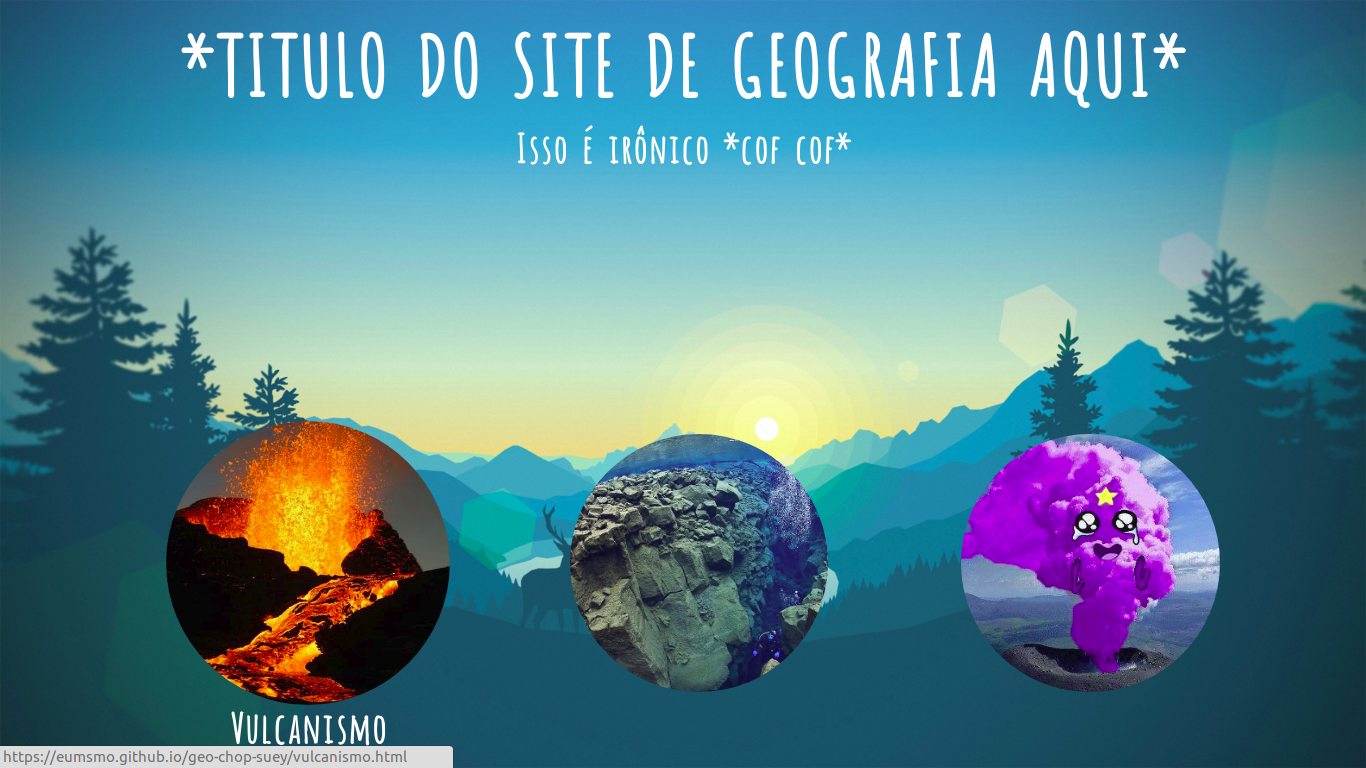 *TITULO DO SITE DE GEOGRAFIA AQUI*
Isso é irônico *cof cof*
Vulcanismo
https://eumsmo.github.io/geo-chop-suey/vulcanismo.html